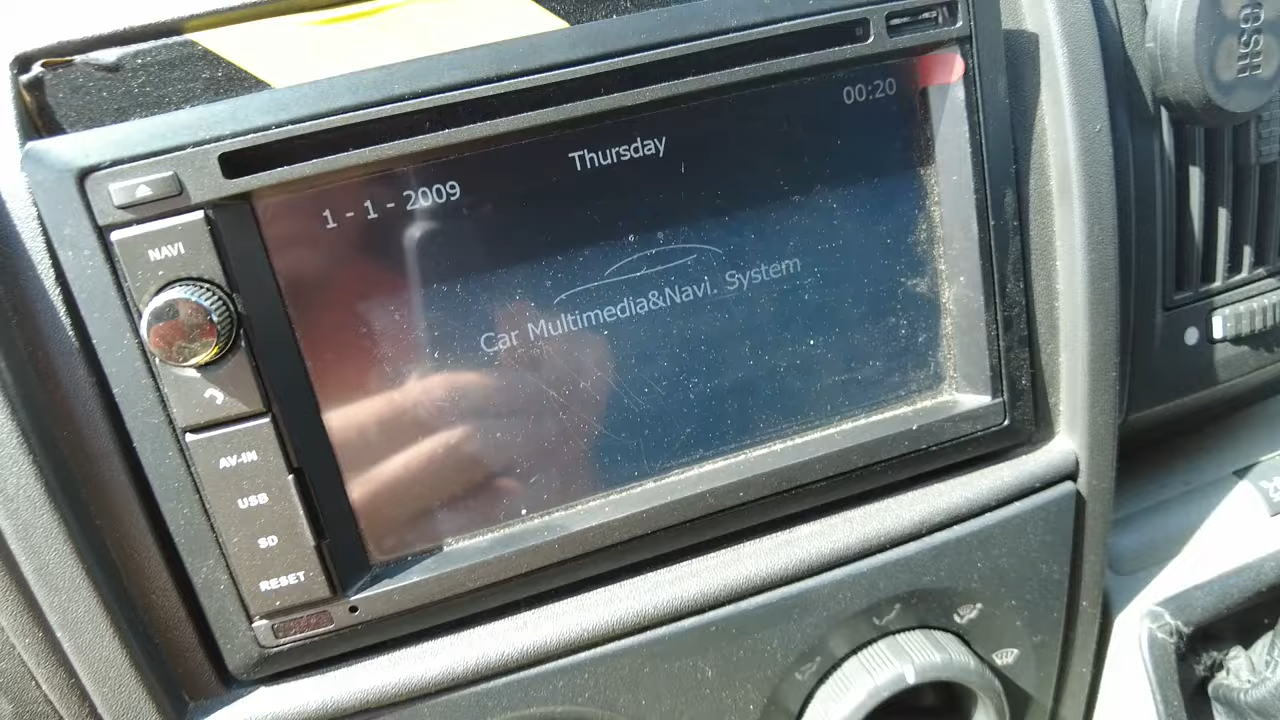 00:20
Thursday
1 - 1 - 2009
Car Multimedia&Navi. System
NAVI
AV-IN
USB
SD
RESET